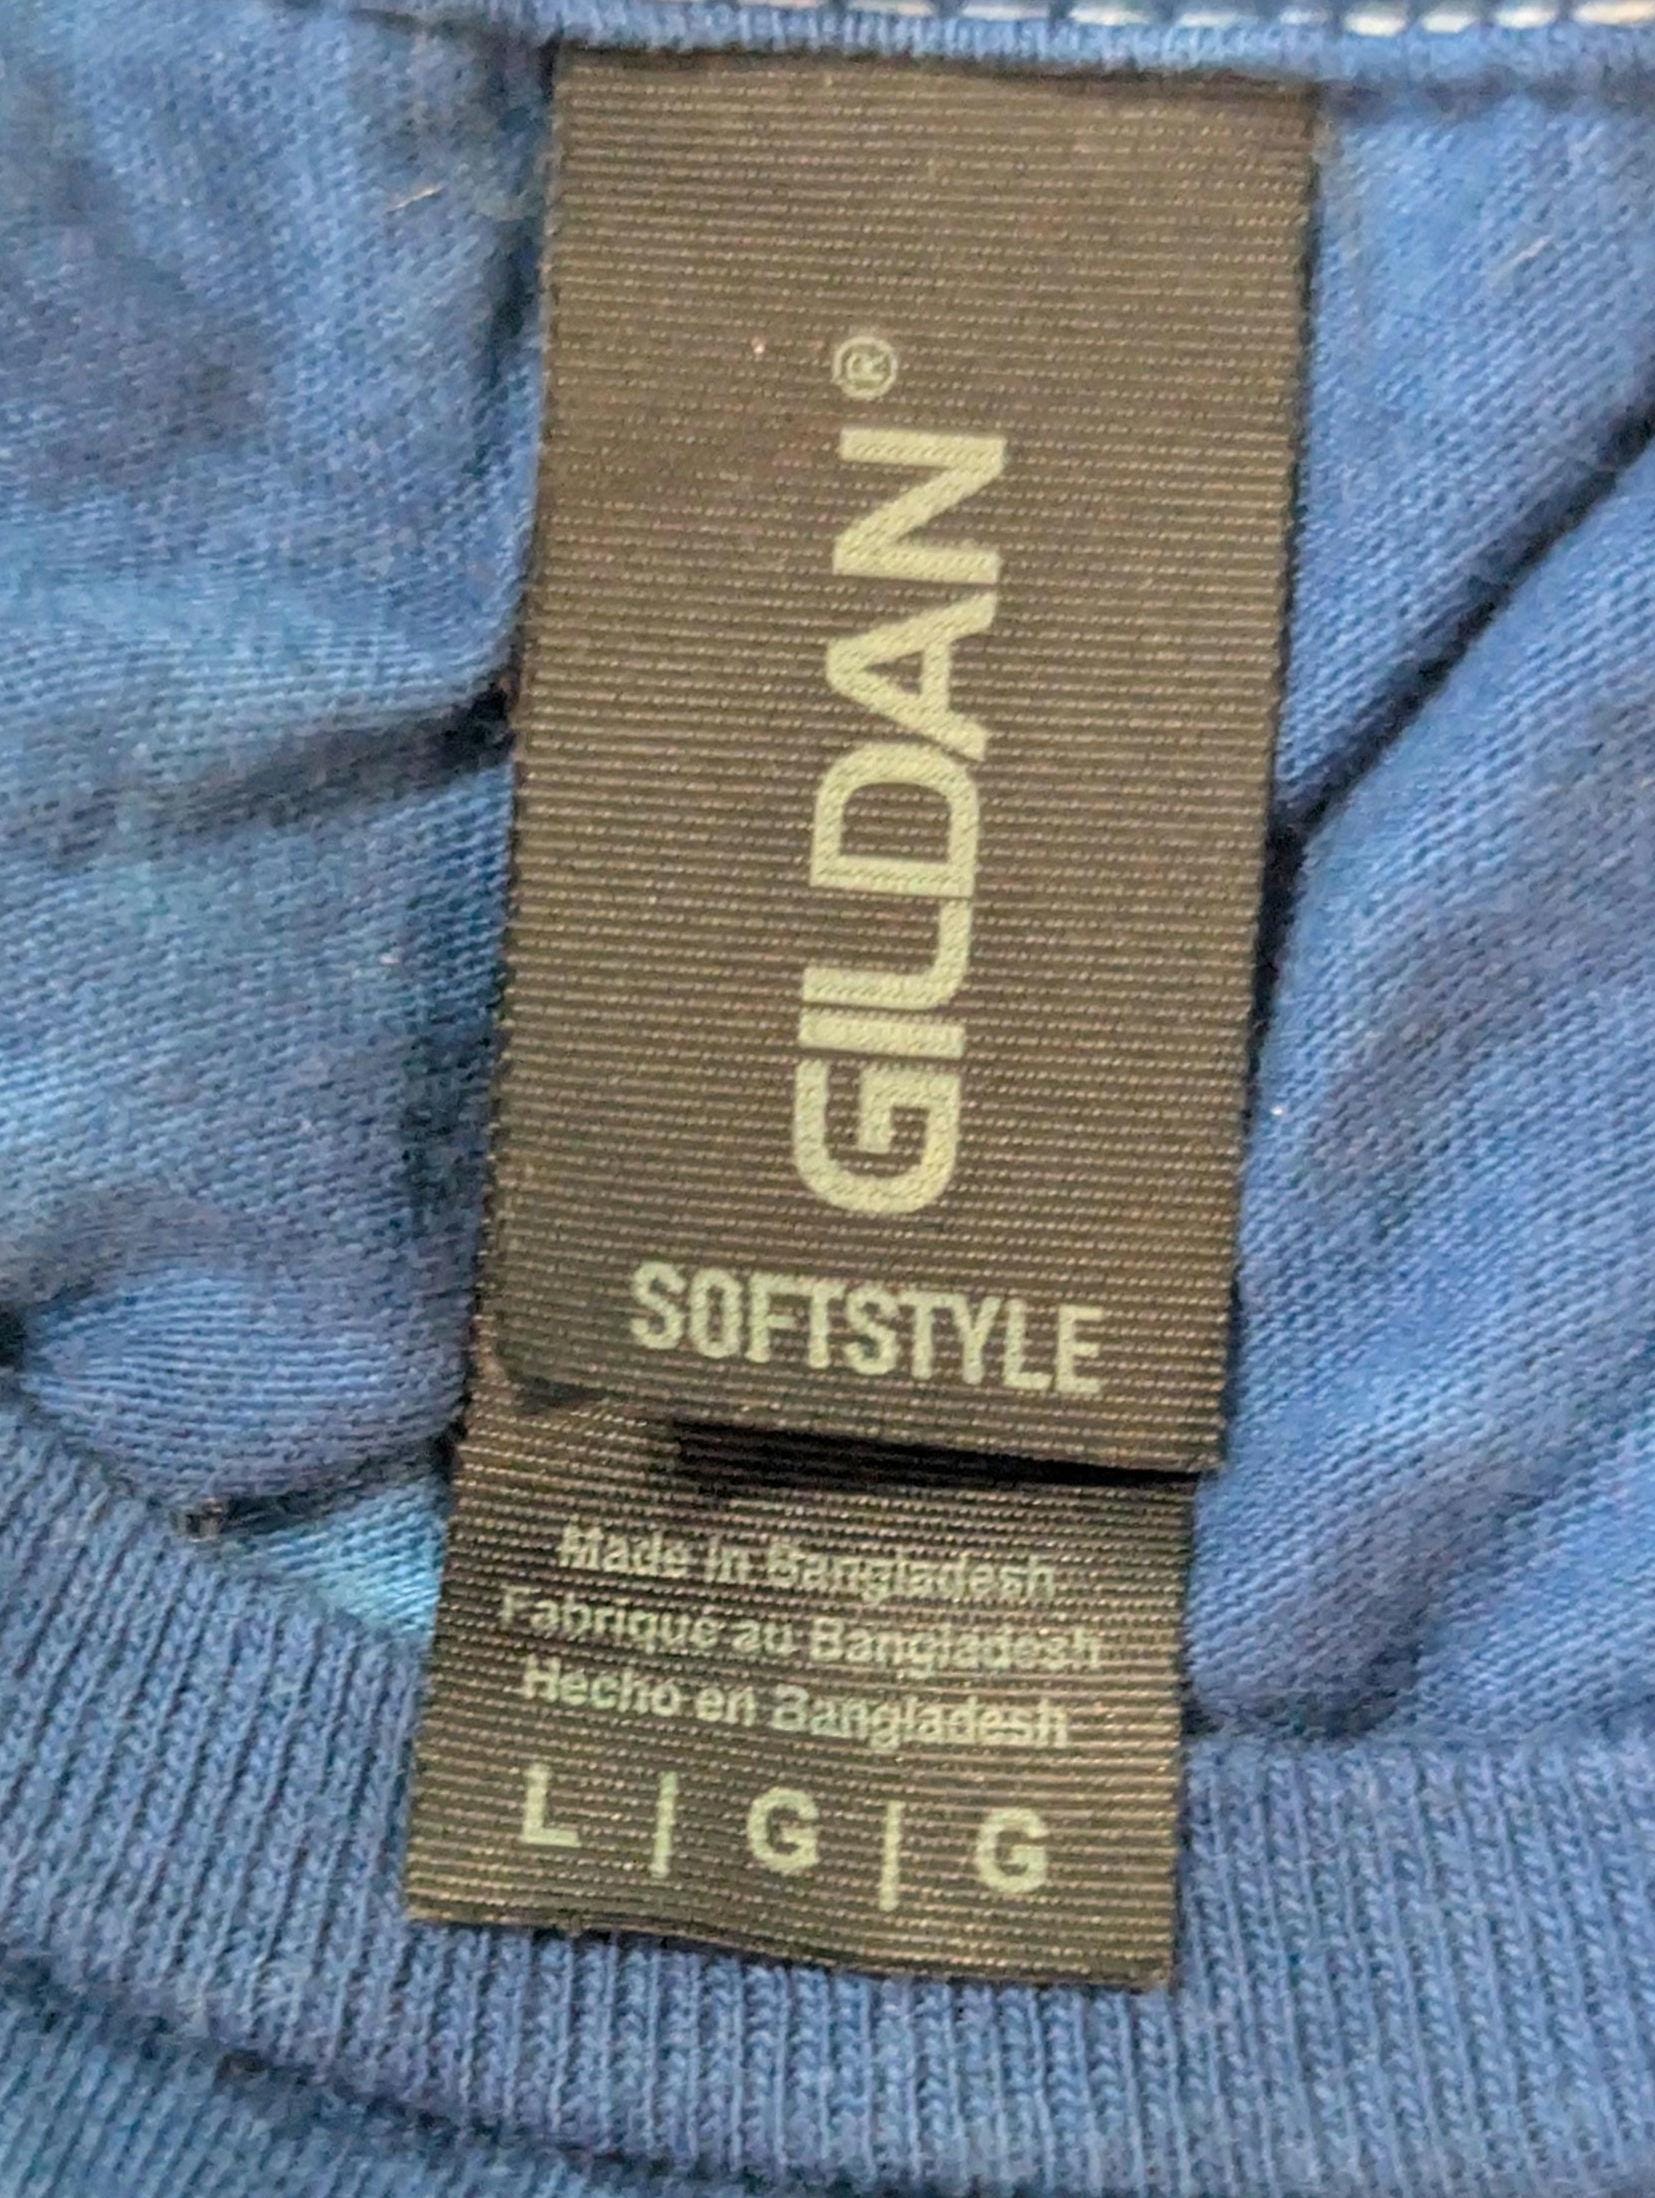 GILDAN®
SOFTSTYLE
Made in Bangladesh
Fabriqué au Bangladesh
Hecho en Bangladesh
L | G | G